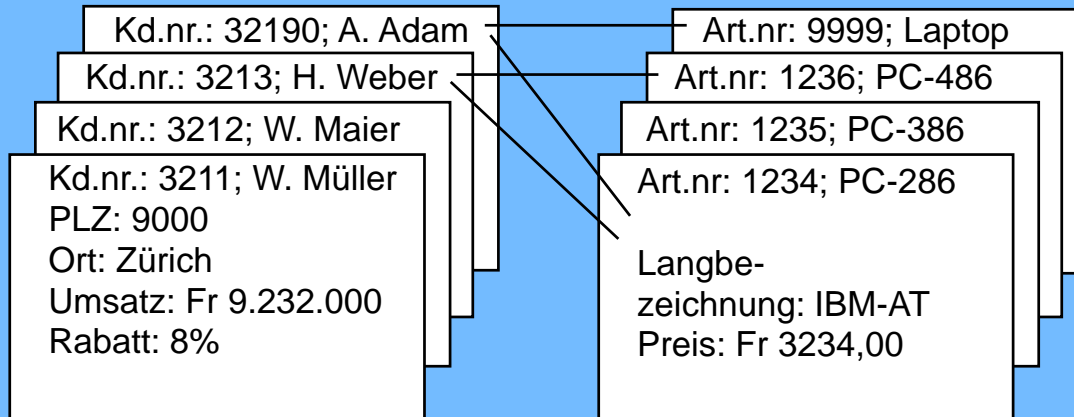 Kd.nr.: 32190; A. Adam
Kd.nr.: 3213; H. Weber
Kd.nr.: 3212; W. Maier
Kd.nr.: 3211; W. Müller
PLZ: 9000
Ort: Zürich
Umsatz: Fr 9.232.000
Rabatt: 8%
Art.nr: 9999; Laptop
Art.nr: 1236; PC-486
Art.nr: 1235; PC-386
Art.nr: 1234; PC-286
Langbe-
zeichnung: IBM-AT
Preis: Fr 3234,00